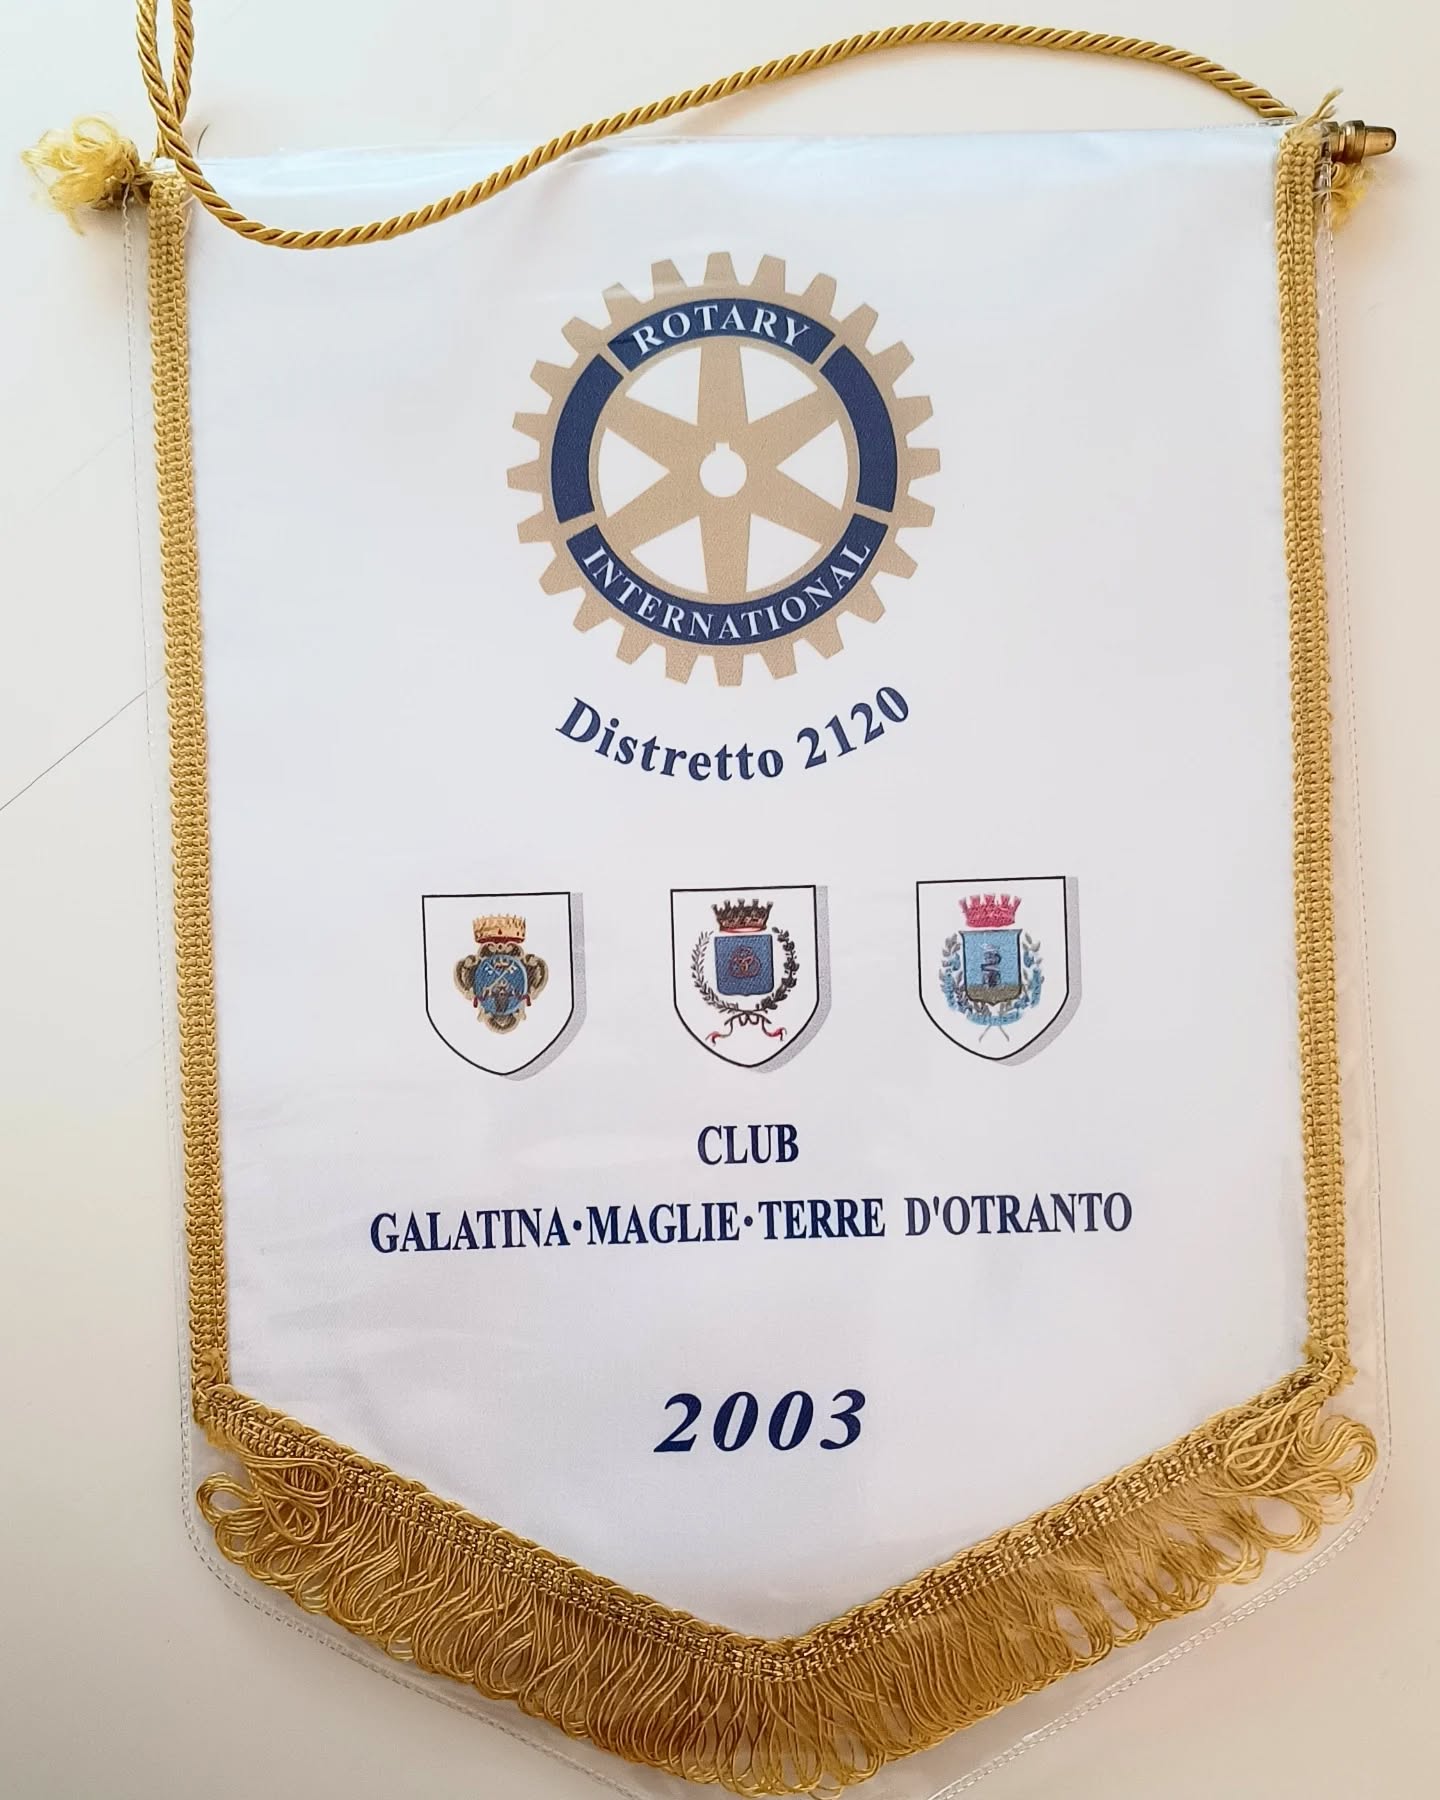 ROTARY
INTERNATIONAL
Distretto 2120
CLUB
GALATINA·MAGLIE·TERRE D'OTRANTO
2003